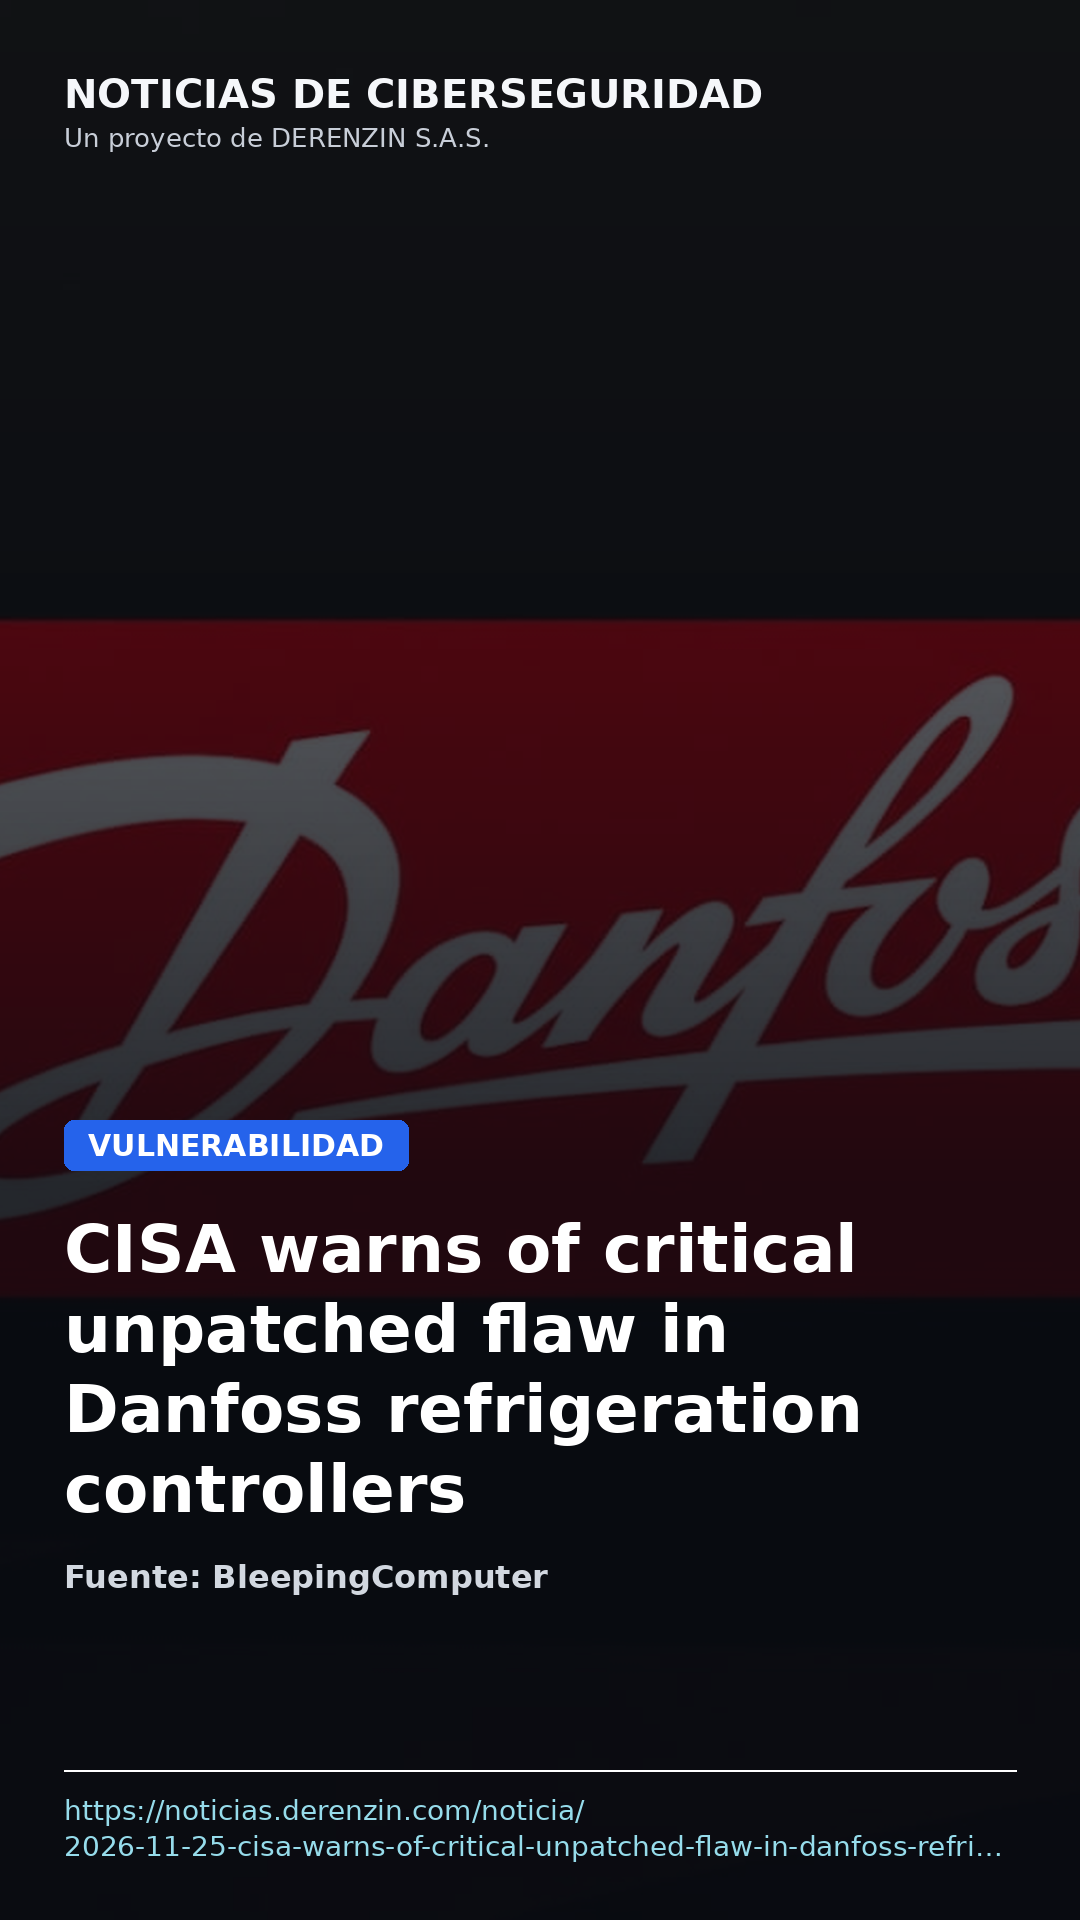 NOTICIAS DE CIBERSEGURIDAD
Un proyecto de DERENZIN S.A.S.
Danfos
VULNERABILIDAD
CISA warns of critical
unpatched flaw in
Danfoss refrigeration
controllers
Fuente: BleepingComputer
https://noticias.derenzin.com/noticia/
2026-11-25-cisa-warns-of-critical-unpatched-flaw-in-danfoss-refri…